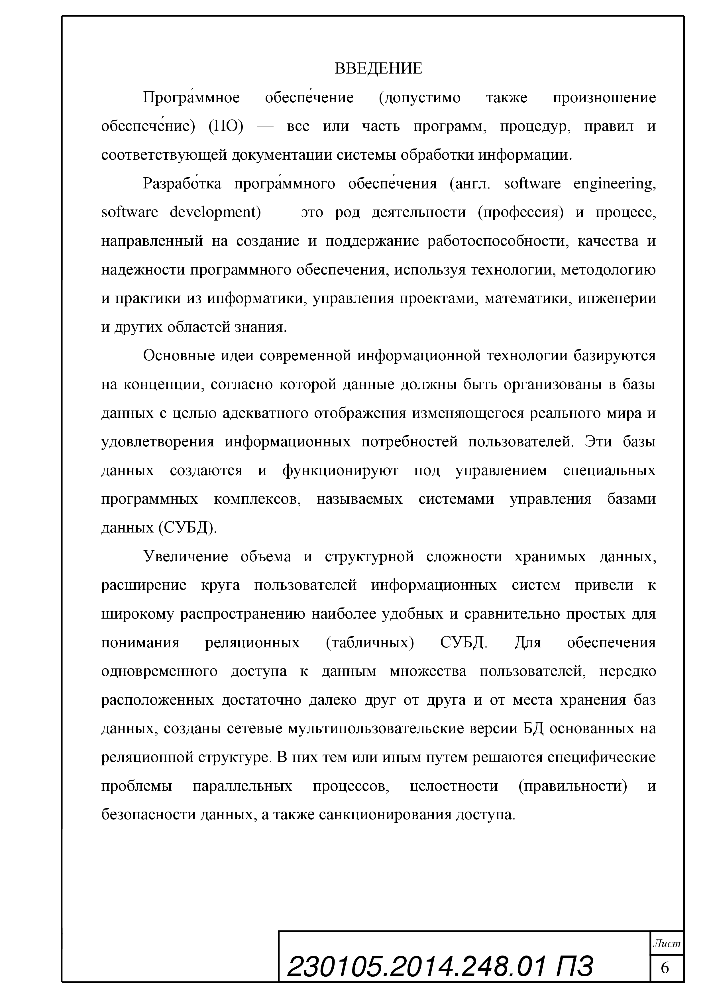 ВВЕДЕНИЕ
Програ́ммное обеспе́чение (допустимо также произношение
обеспече́ние) (ПО) — все или часть программ, процедур, правил и
соответствующей документации системы обработки информации.
Разрабо́тка програ́ммного обеспе́чения (англ. software engineering,
software development) — это род деятельности (профессия) и процесс,
направленный на создание и поддержание работоспособности, качества и
надежности программного обеспечения, используя технологии, методологию
и практики из информатики, управления проектами, математики, инженерии
и других областей знания.
Основные идеи современной информационной технологии базируются
на концепции, согласно которой данные должны быть организованы в базы
данных с целью адекватного отображения изменяющегося реального мира и
удовлетворения информационных потребностей пользователей. Эти базы
данных создаются и функционируют под управлением специальных
программных комплексов, называемых системами управления базами
данных (СУБД).
Увеличение объема и структурной сложности хранимых данных,
расширение круга пользователей информационных систем привели к
широкому распространению наиболее удобных и сравнительно простых для
понимания реляционных (табличных) СУБД. Для обеспечения
одновременного доступа к данным множества пользователей, нередко
расположенных достаточно далеко друг от друга и от места хранения баз
данных, созданы сетевые мультипользовательские версии БД основанных на
реляционной структуре. В них тем или иным путем решаются специфические
проблемы параллельных процессов, целостности (правильности) и
безопасности данных, а также санкционирования доступа.
Лист
230105.2014.248.01 ПЗ
6